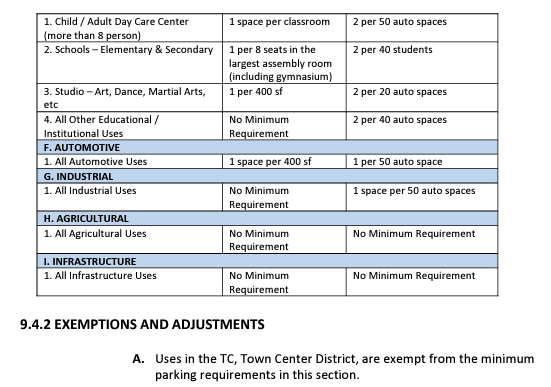 1. Child / Adult Day Care Center 1 space per classroom 2 per 50 auto spaces
(more than 8 person)
2. Schools – Elementary & Secondary 1 per 8 seats in the 2 per 40 students
largest assembly room
(including gymnasium)
3. Studio – Art, Dance, Martial Arts, 1 per 400 sf 2 per 20 auto spaces
etc
4. All Other Educational / No Minimum 2 per 40 auto spaces
Institutional Uses Requirement
F. AUTOMOTIVE
1. All Automotive Uses 1 space per 400 sf 1 per 50 auto space
G. INDUSTRIAL
1. All Industrial Uses No Minimum 1 space per 50 auto spaces
Requirement
H. AGRICULTURAL
1. All Agricultural Uses No Minimum No Minimum Requirement
Requirement
I. INFRASTRUCTURE
1. All Infrastructure Uses No Minimum No Minimum Requirement
Requirement
9.4.2 EXEMPTIONS AND ADJUSTMENTS
A. Uses in the TC, Town Center District, are exempt from the minimum
parking requirements in this section.